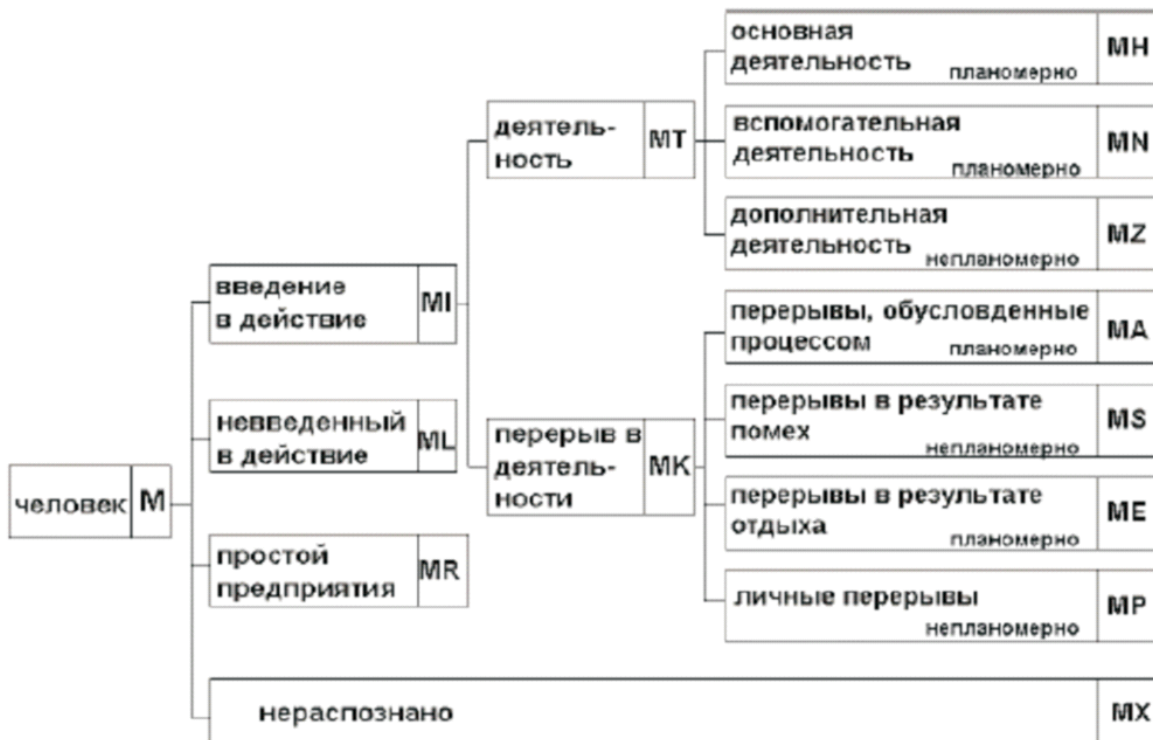 человек M
введение
в действие MI
невведенный
в действие ML
простой
предприятия MR
нераспознано MX
деятель-
ность MT
перерыв в
деятель-
ности MK
основная
деятельность планомерно MH
вспомогательная
деятельность планомерно MN
дополнительная
деятельность непланомерно MZ
перерывы, обусловденные
процессом планомерно MA
перерывы в результате
помех непланомерно MS
перерывы в результате
отдыха планомерно ME
личные перерывы
непланомерно MP